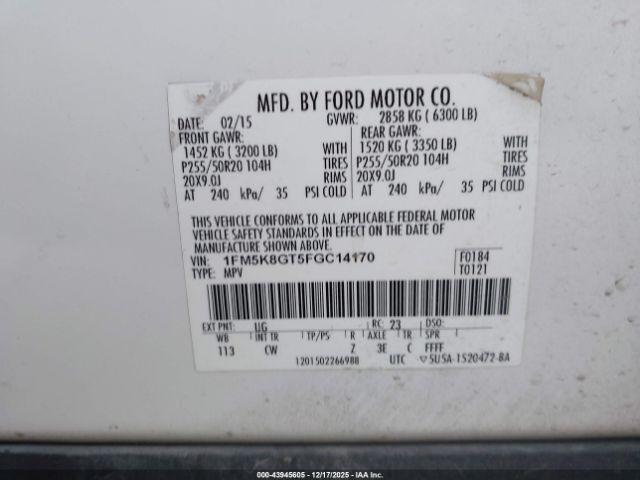 MFD. BY FORD MOTOR CO.
DATE: 02/15 GVWR: 2858 KG ( 6300 LB)
FRONT GAWR: REAR GAWR:
1452 KG ( 3200 LB) WITH 1520 KG ( 3350 LB) WITH
P255/50R20 104H TIRES P255/50R20 104H TIRES
20X9.0J RIMS 20X9.0J RIMS
AT 240 kPa/ 35 PSI COLD AT 240 kPa/ 35 PSI COLD
THIS VEHICLE CONFORMS TO ALL APPLICABLE FEDERAL MOTOR
VEHICLE SAFETY STANDARDS IN EFFECT ON THE DATE OF
MANUFACTURE SHOWN ABOVE.
VIN: 1FM5K8GT5FGC14170 F0184
TYPE: MPV T0121
EXT PNT: UG RC: 23 DSO:
WB INT TR TP/PS R AXLE TR SPR
113 CW Z 3E C FFFF
1201502266988 UTC ▽5U5A-1520472-BA
© - 43945605 - 12/17/2025 - IAAI INC.